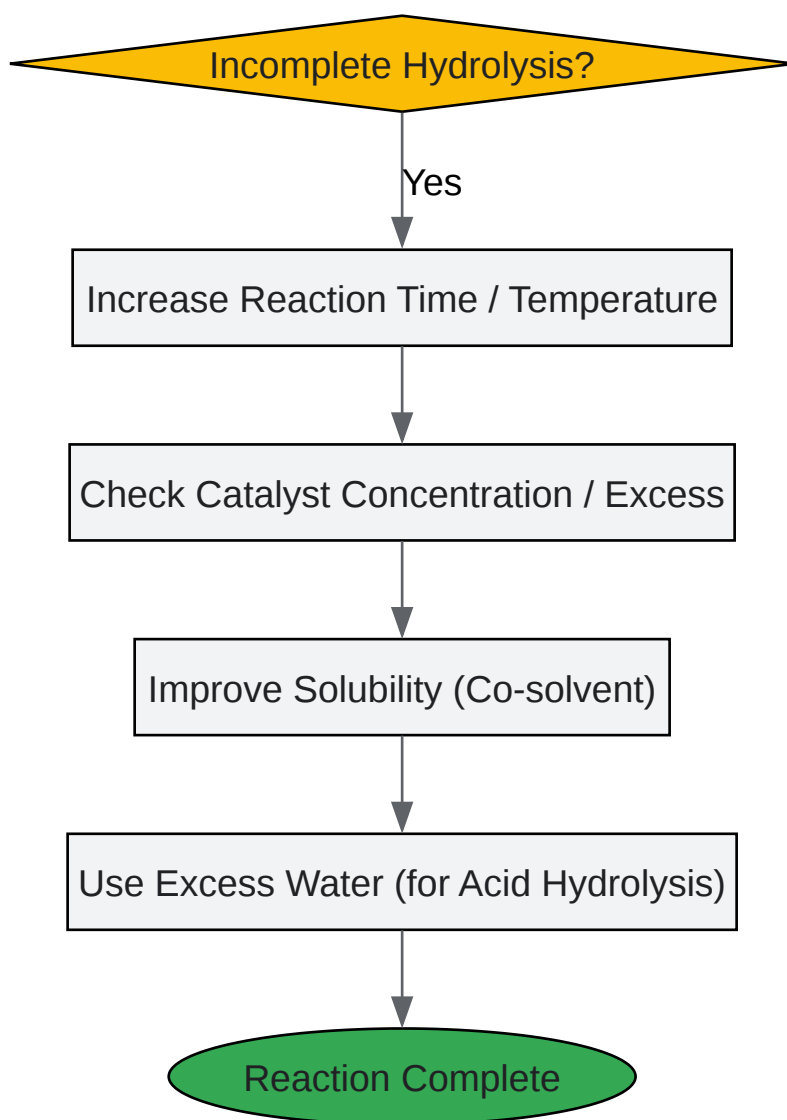 Incomplete Hydrolysis?
Yes
Increase Reaction Time / Temperature
Check Catalyst Concentration / Excess
Improve Solubility (Co-solvent)
Use Excess Water (for Acid Hydrolysis)
Reaction Complete